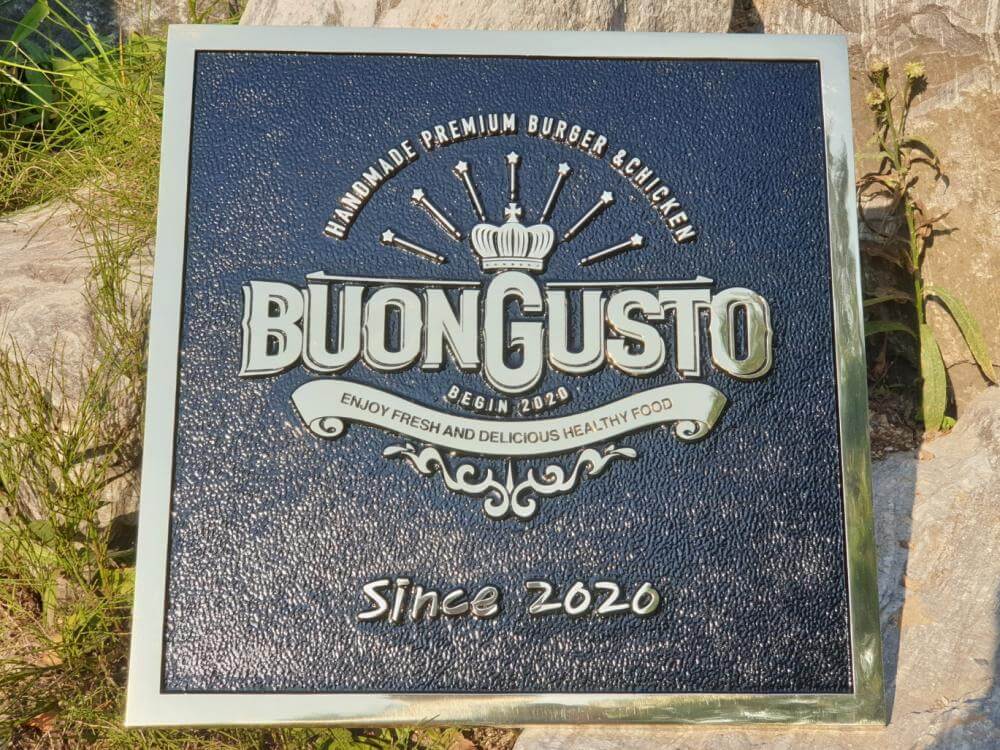 HANDMADE PREMIUM BURGER &CHICKEN
BUONGUSTO
BEGIN 2020
ENJOY FRESH AND DELICIOUS HEALTHY FOOD
Since 2020